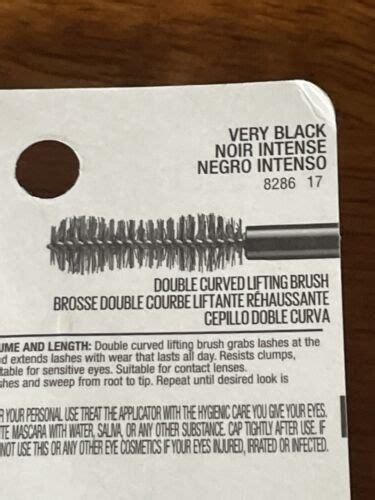 VERY BLACK
NOIR INTENSE
NEGRO INTENSO
8286 17
DOUBLE CURVED LIFTING BRUSH
BROSSE DOUBLE COURBE LIFTANTE RÉHAUSSANTE
CEPILLO DOBLE CURVA
UME AND LENGTH: Double curved lifting brush grabs lashes at the
d extends lashes with wear that lasts all day. Resists clumps,
table for sensitive eyes. Suitable for contact lenses.
shes and sweep from root to tip. Repeat until desired look is
R YOUR PERSONAL USE TREAT THE APPLICATOR WITH THE HYGIENIC CARE YOU GIVE YOUR EYES.
TE MASCARA WITH WATER, SALIVA, OR ANY OTHER SUBSTANCE. CAP TIGHTLY AFTER USE. IF
NOT USE THIS OR ANY OTHER EYE COSMETICS IF YOUR EYE IS INJURED, IRRITATED OR INFECTED.